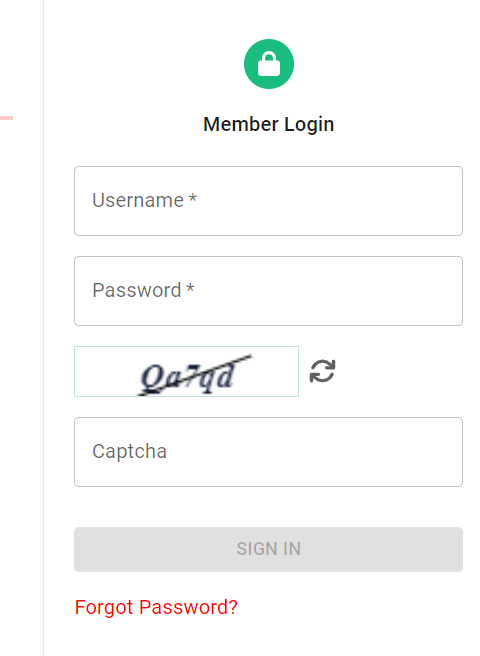 Member Login
Username *
Password *
Captcha
SIGN IN
Forgot Password?